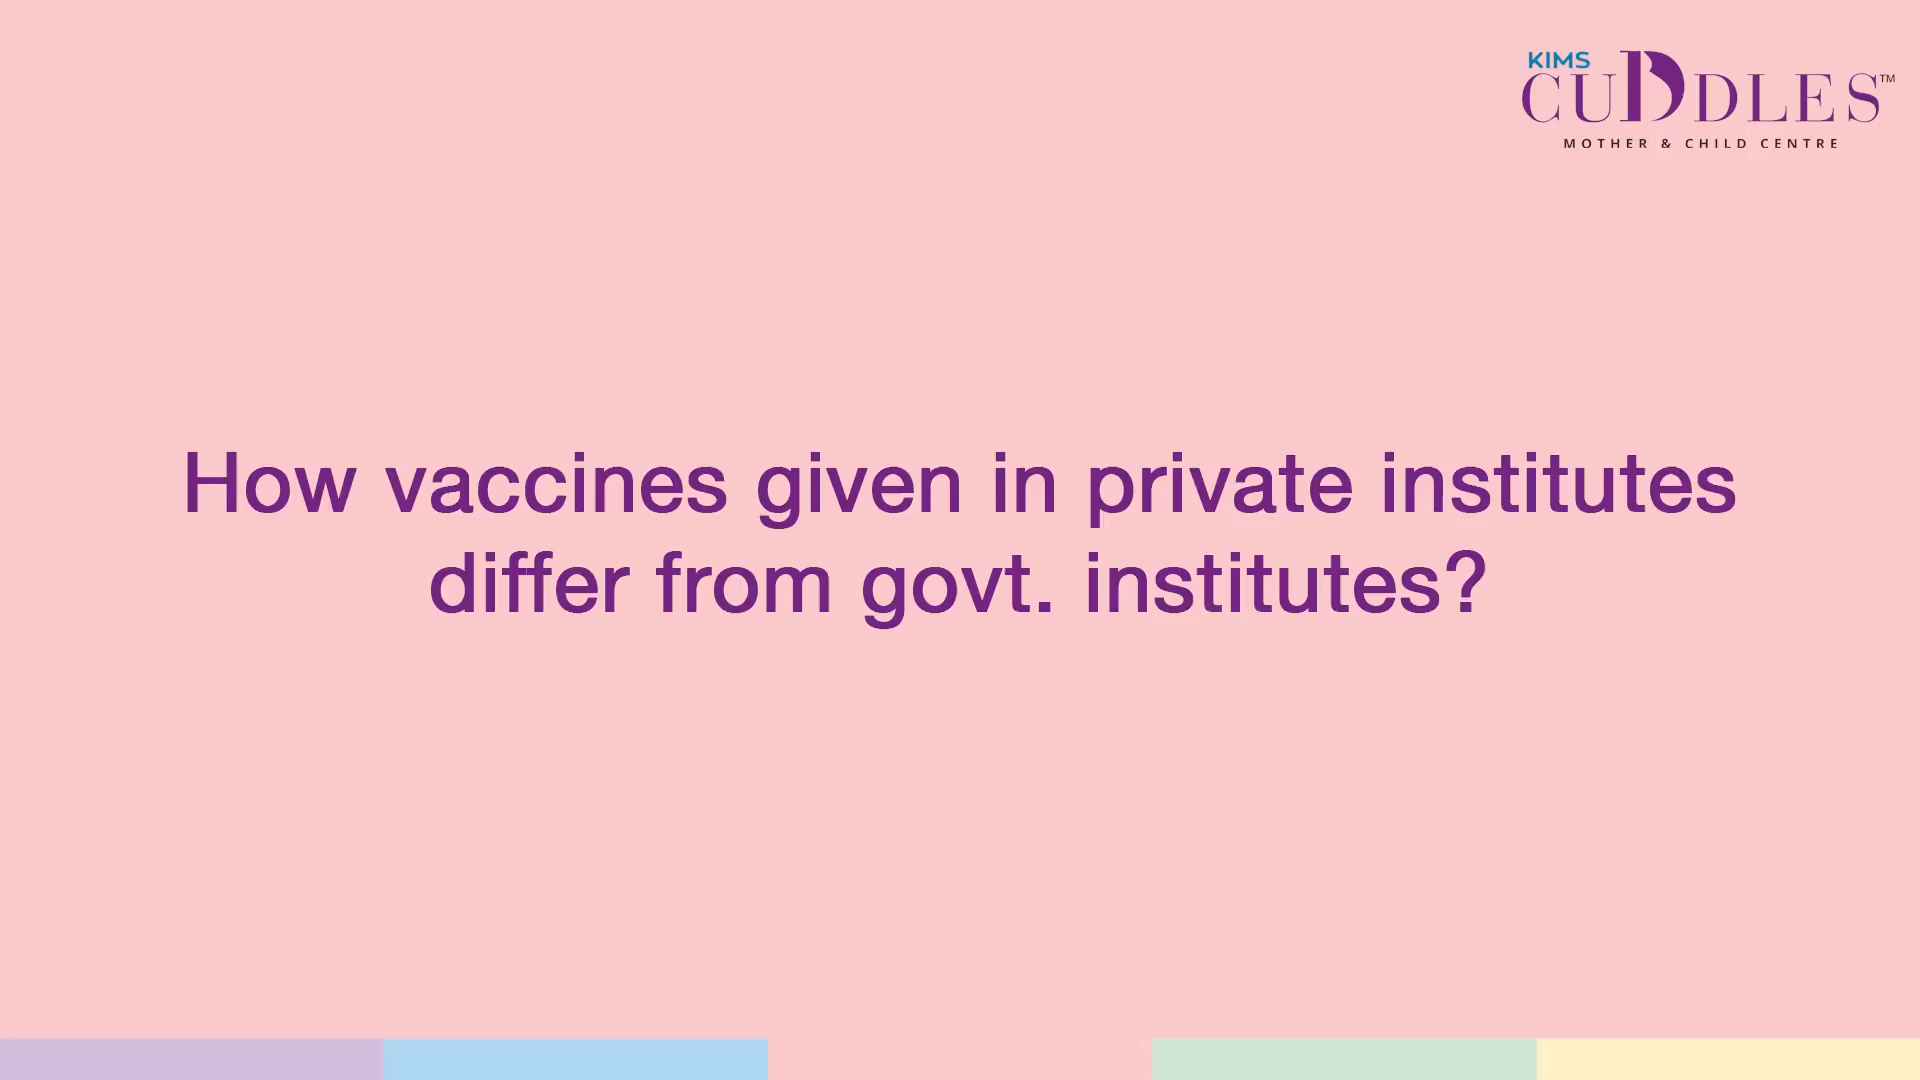 KIMS
CUDDLES™
MOTHER & CHILD CENTRE
How vaccines given in private institutes
differ from govt. institutes?